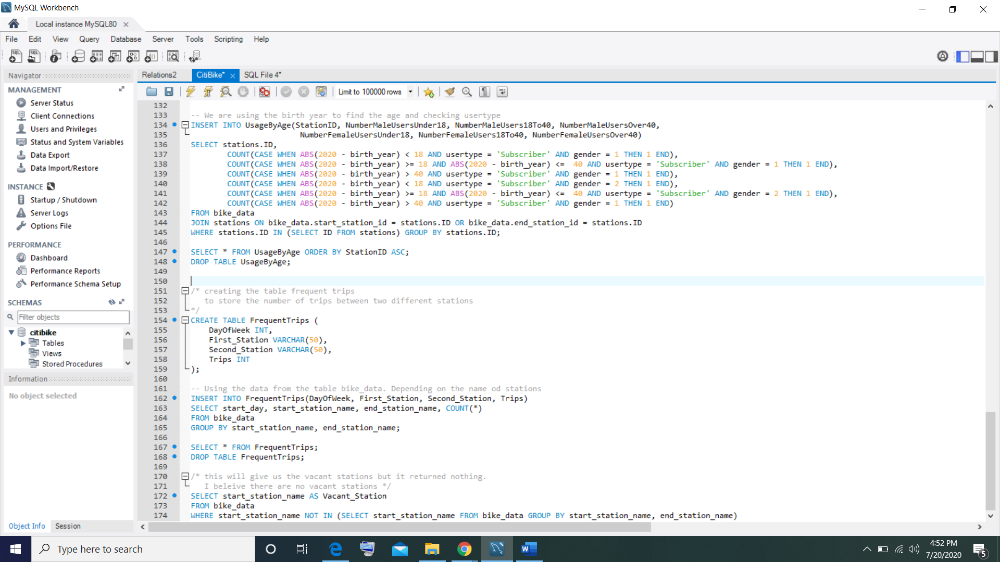 MySQL Workbench
Local instance MySQL80
File Edit View Query Database Server Tools Scripting Help
Navigator
MANAGEMENT
Server Status
Client Connections
Users and Privileges
Status and System Variables
Data Export
Data Import/Restore
INSTANCE
Startup / Shutdown
Server Logs
Options File
PERFORMANCE
Dashboard
Performance Reports
Performance Schema Setup
SCHEMAS
Filter objects
citibike
Tables
Views
Stored Procedures
Information
No object selected
Object Info Session
Relations2 CitiBike* SQL File 4*
Limit to 100000 rows
132
133 -- We are using the birth year to find the age and checking usertype
134 INSERT INTO UsageByAge(StationID, NumberMaleUsersUnder18, NumberMaleUsers18To40, NumberMaleUsersOver40,
135 NumberFemaleUsersUnder18, NumberFemaleUsers18To40, NumberFemaleUsersOver40)
136 SELECT stations.ID,
137 COUNT(CASE WHEN ABS(2020 - birth_year) < 18 AND usertype = 'Subscriber' AND gender = 1 THEN 1 END),
138 COUNT(CASE WHEN ABS(2020 - birth_year) >= 18 AND ABS(2020 - birth_year) <= 40 AND usertype = 'Subscriber' AND gender = 1 THEN 1 END),
139 COUNT(CASE WHEN ABS(2020 - birth_year) > 40 AND usertype = 'Subscriber' AND gender = 1 THEN 1 END),
140 COUNT(CASE WHEN ABS(2020 - birth_year) < 18 AND usertype = 'Subscriber' AND gender = 2 THEN 1 END),
141 COUNT(CASE WHEN ABS(2020 - birth_year) >= 18 AND ABS(2020 - birth_year) <= 40 AND usertype = 'Subscriber' AND gender = 2 THEN 1 END),
142 COUNT(CASE WHEN ABS(2020 - birth_year) > 40 AND usertype = 'Subscriber' AND gender = 1 THEN 1 END)
143 FROM bike_data
144 JOIN stations ON bike_data.start_station_id = stations.ID OR bike_data.end_station_id = stations.ID
145 WHERE stations.ID IN (SELECT ID FROM stations) GROUP BY stations.ID;
146
147 SELECT * FROM UsageByAge ORDER BY StationID ASC;
148 DROP TABLE UsageByAge;
149
150
151 /* creating the table frequent trips
152 to store the number of trips between two different stations
153 */
154 CREATE TABLE FrequentTrips (
155 DayOfWeek INT,
156 First_Station VARCHAR(50),
157 Second_Station VARCHAR(50),
158 Trips INT
159 );
160
161 -- Using the data from the table bike_data. Depending on the name od stations
162 INSERT INTO FrequentTrips(DayOfWeek, First_Station, Second_Station, Trips)
163 SELECT start_day, start_station_name, end_station_name, COUNT(*)
164 FROM bike_data
165 GROUP BY start_station_name, end_station_name;
166
167 SELECT * FROM FrequentTrips;
168 DROP TABLE FrequentTrips;
169
170 /* this will give us the vacant stations but it returned nothing.
171 I beleive there are no vacant stations */
172 SELECT start_station_name AS Vacant_Station
173 FROM bike_data
174 WHERE start_station_name NOT IN (SELECT start_station_name FROM bike_data GROUP BY start_station_name, end_station_name)
Type here to search
4:52 PM
7/20/2020
5